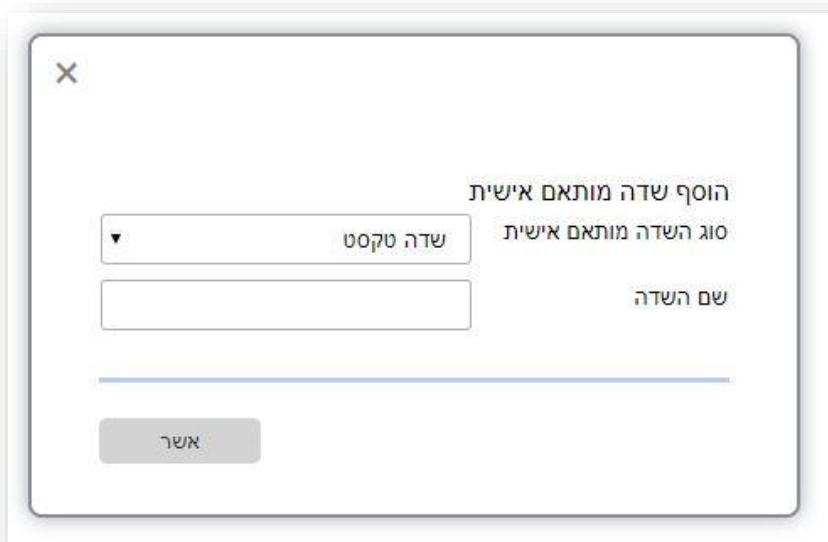 הוסף שדה מותאם אישית
סוג השדה מותאם אישית
שדה טקסט
שם השדה
אשר